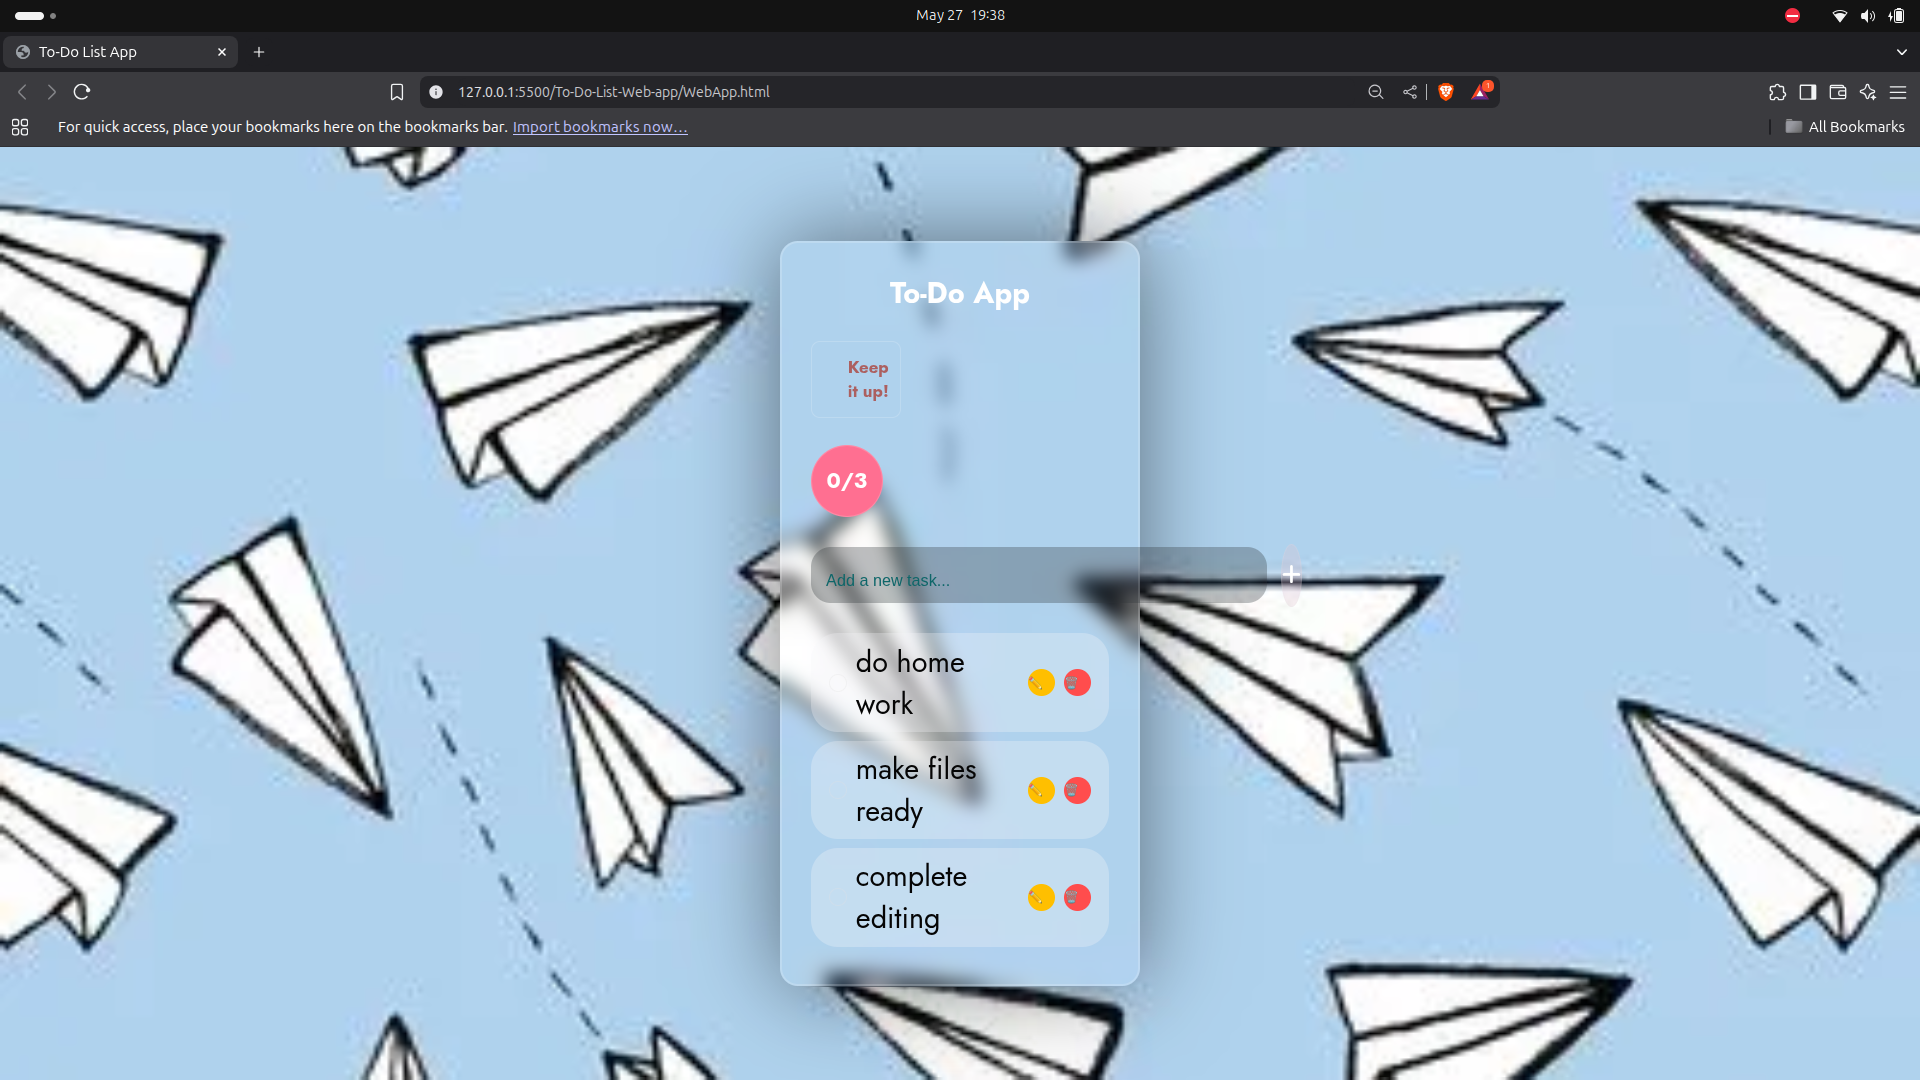 May 27 19:38
To-Do List App
127.0.0.1:5500/To-Do-List-Web-app/WebApp.html
1
For quick access, place your bookmarks here on the bookmarks bar. Import bookmarks now...
All Bookmarks
To-Do App
Keep
it up!
0/3
Add a new task...
+
do home
work
make files
ready
complete
editing